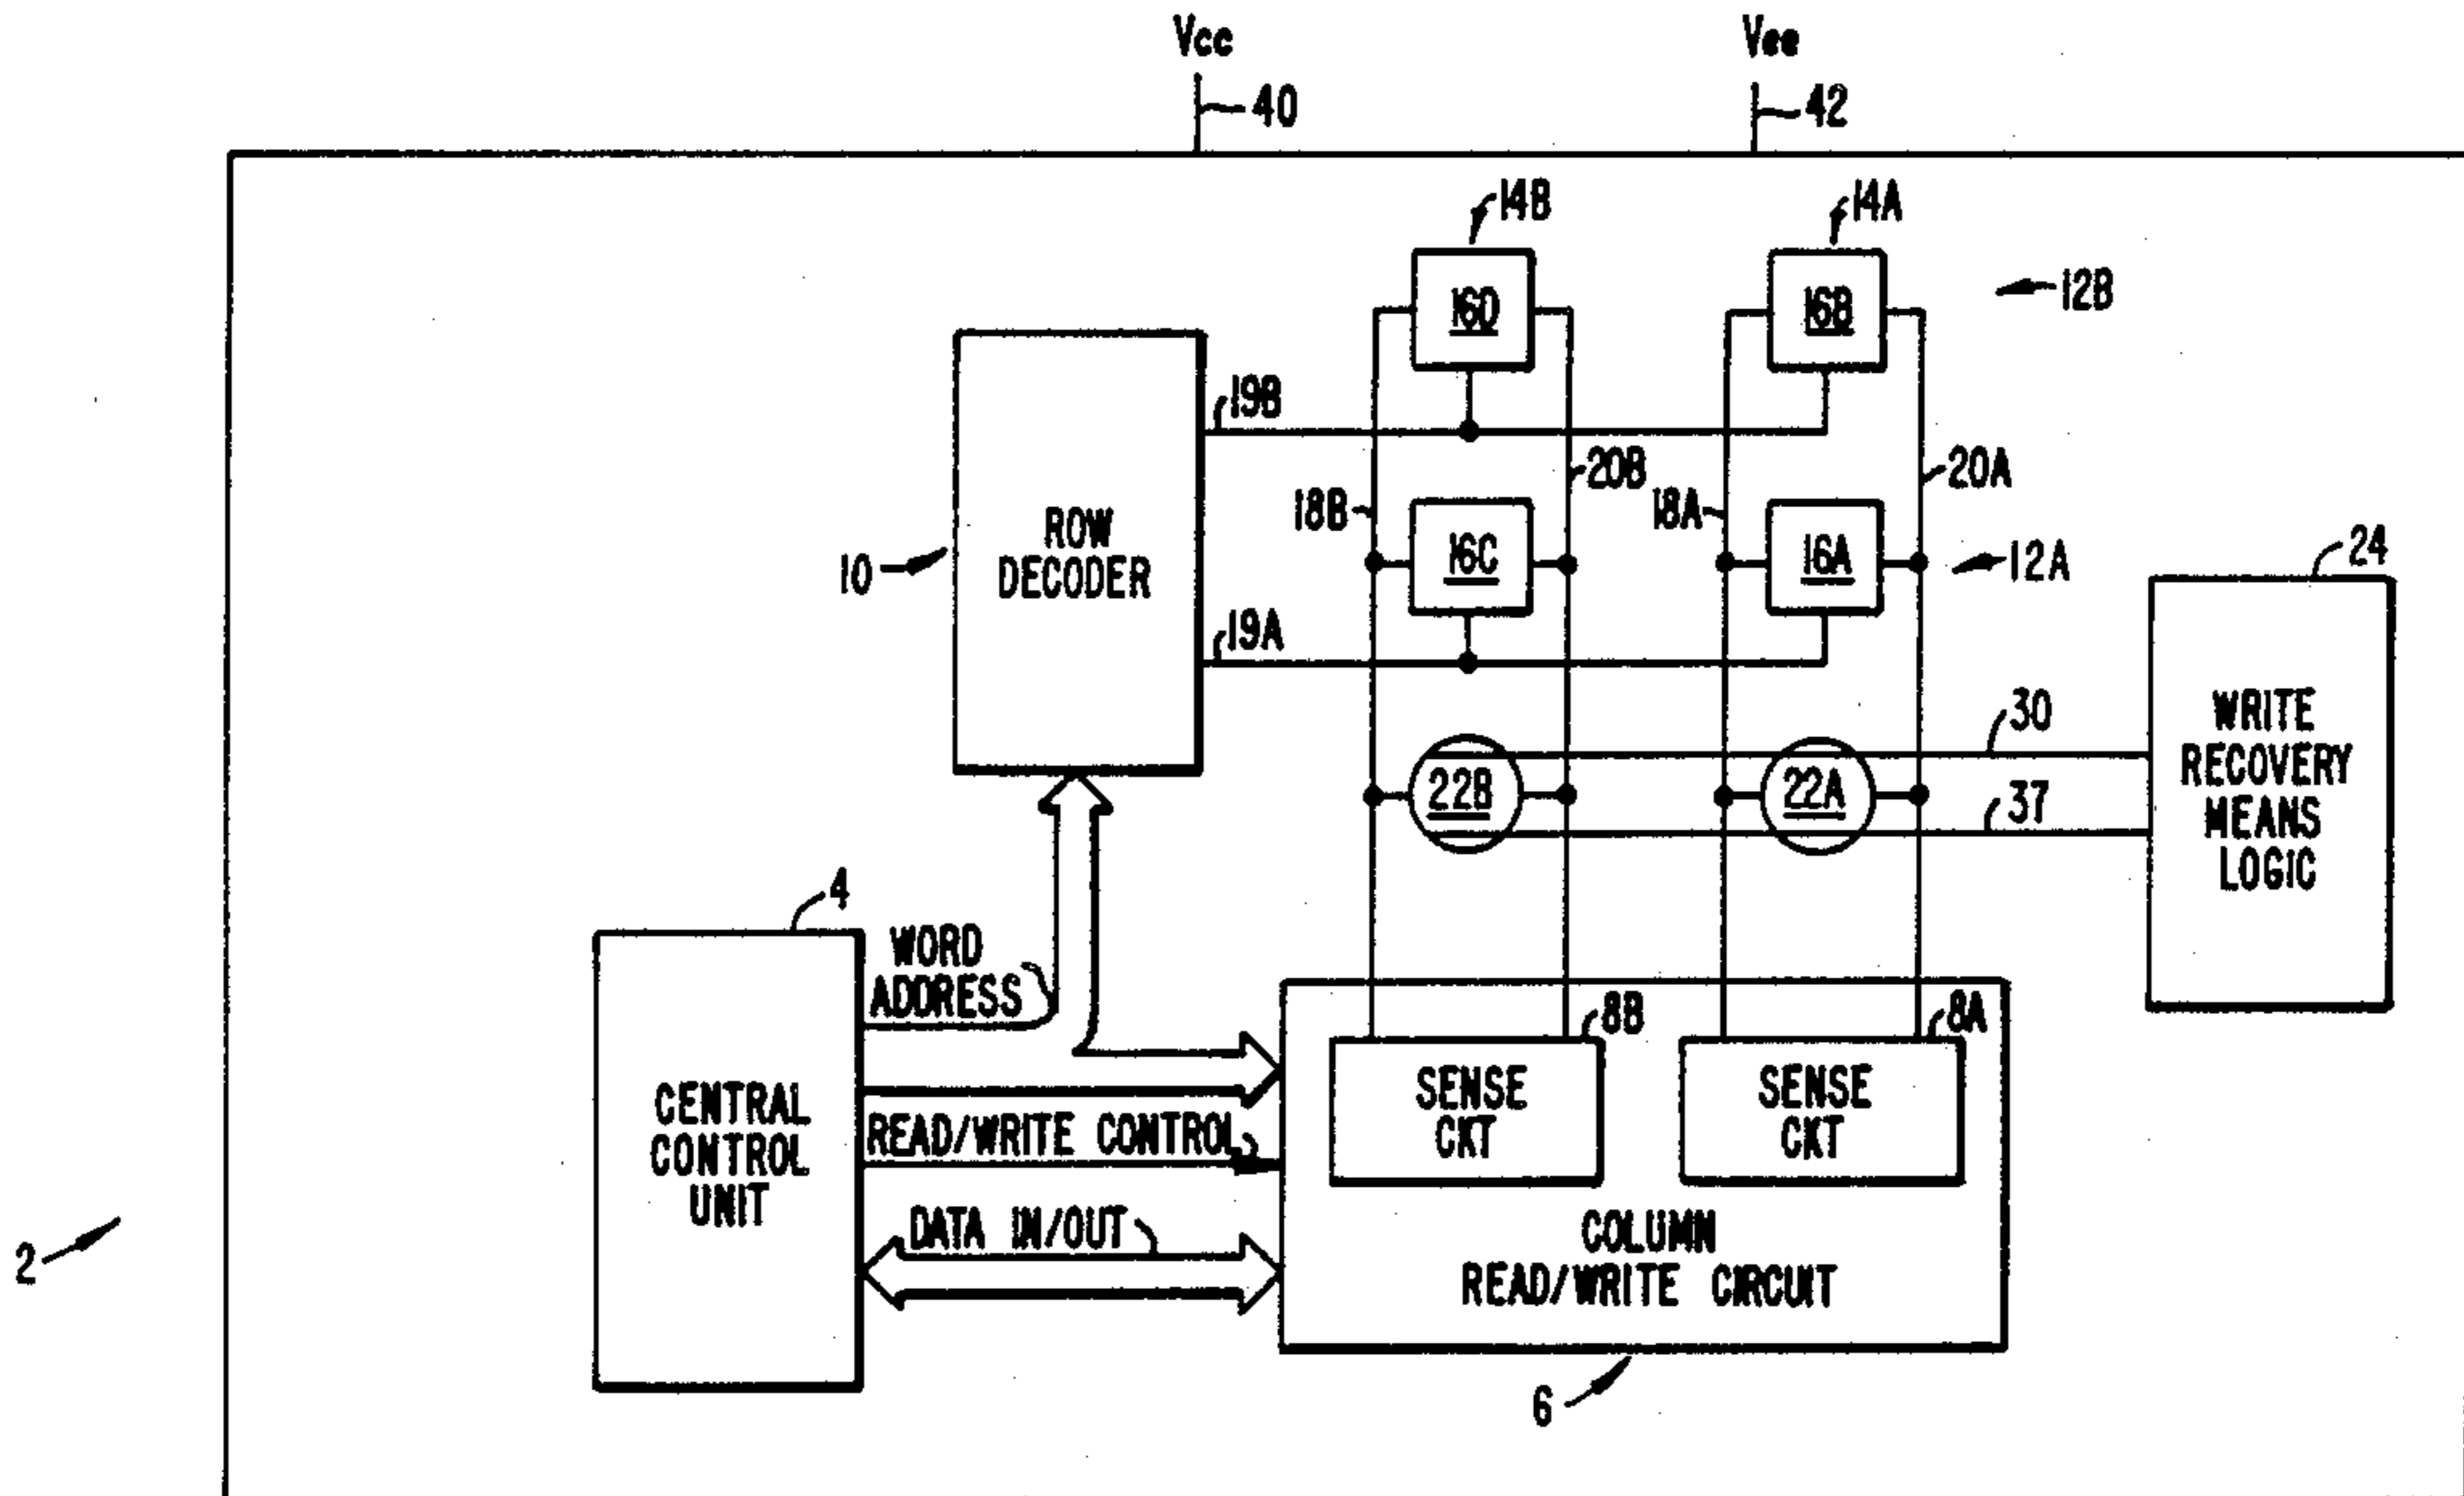 Vcc
Vee
40
42
14B
14A
16D
16B
12B
19B
20B
20A
18B
18A
24
ROW
DECODER
10
16C
16A
12A
19A
30
WRITE
RECOVERY
MEANS
LOGIC
22B
22A
37
4
WORD
ADDRESS
8B
8A
CENTRAL
CONTROL
UNIT
SENSE
CKT
SENSE
CKT
READ/WRITE CONTROL
DATA IN/OUT
COLUMN
READ/WRITE CIRCUIT
2
6